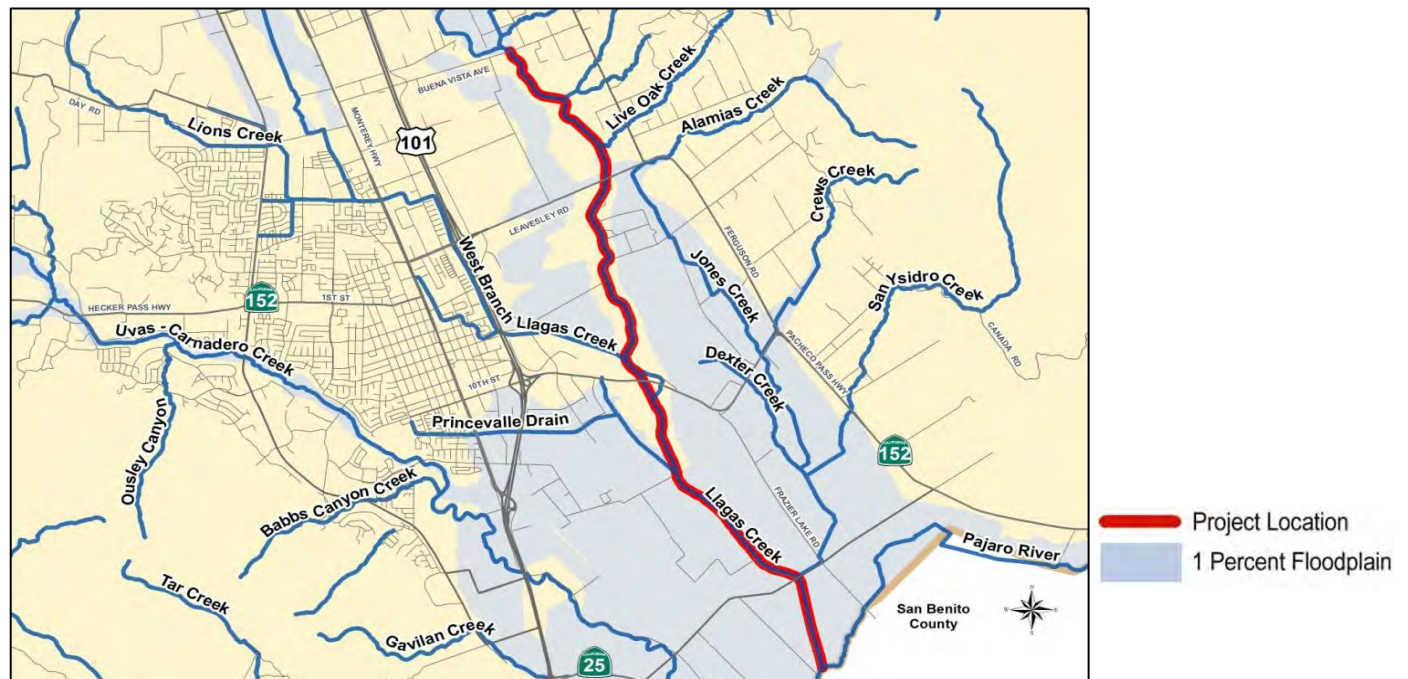 BUENA VISTA AVE
Live Oak Creek
Alamias Creek
DAY RD
Lions Creek
MONTEREY HWY
101
Crews Creek
LEAVESLEY RD
FERGUSON RD
West Branch
Jones Creek
San Ysidro Creek
CALIFORNIA
152
HECKER PASS HWY
1ST ST
Llagas Creek
CANADA RD
Uvas - Carnadero Creek
PACHECO PASS HWY
Dexter Creek
10TH ST
Princevalle Drain
Ousley Canyon
CALIFORNIA
152
Babbs Canyon Creek
Llagas Creek
FRAZIER LAKE RD
Pajaro River
Tar Creek
San Benito
County
N
W
E
S
Gavilan Creek
CALIFORNIA
25
Project Location
1 Percent Floodplain